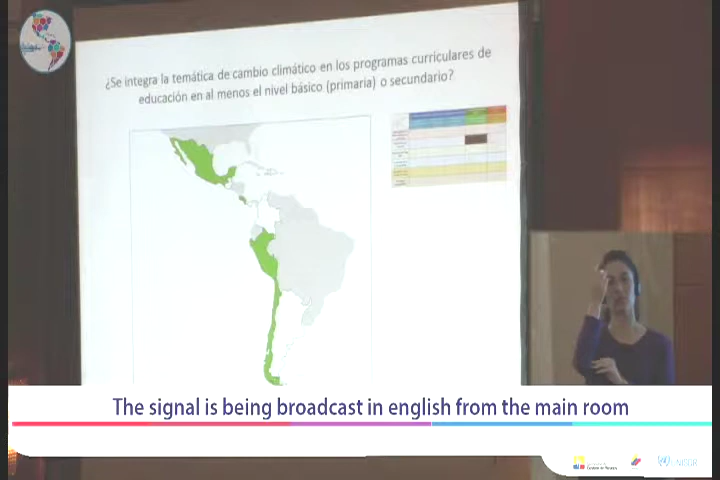 ¿Se integra la temática de cambio climático en los programas curriculares de
educación en al menos el nivel básico (primaria) o secundario?
The signal is being broadcast in english from the main room